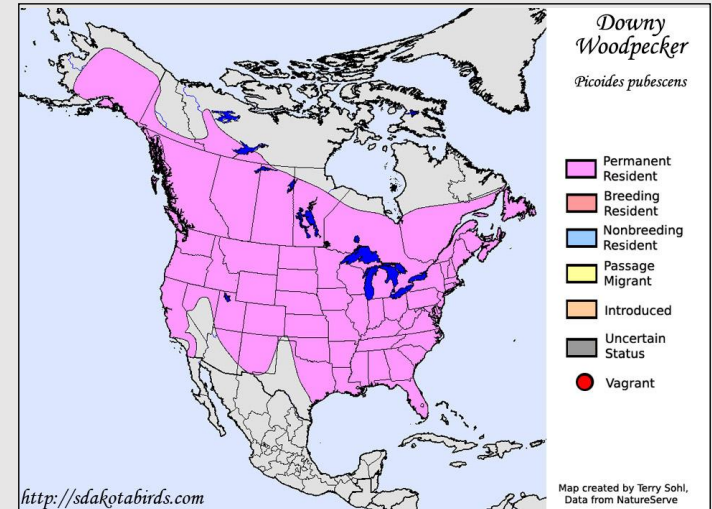 Downy
Woodpecker
Picoides pubescens
Permanent
Resident
Breeding
Resident
Nonbreeding
Resident
Passage
Migrant
Introduced
Uncertain
Status
Vagrant
http://sdakotabirds.com
Map created by Terry Sohl,
Data from NatureServe